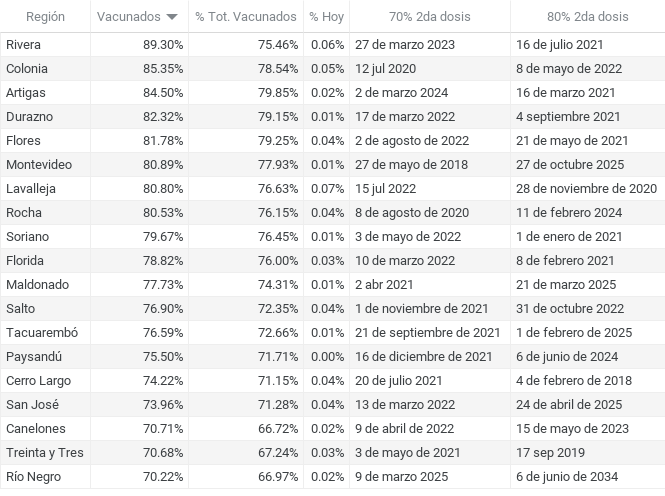 Región Vacunados % Tot. Vacunados % Hoy 70% 2da dosis 80% 2da dosis
Rivera 89.30% 75.46% 0.06% 27 de marzo 2023 16 de julio 2021
Colonia 85.35% 78.54% 0.05% 12 jul 2020 8 de mayo de 2022
Artigas 84.50% 79.85% 0.02% 2 de marzo 2024 16 de marzo 2021
Durazno 82.32% 79.15% 0.01% 17 de marzo 2022 4 septiembre 2021
Flores 81.78% 79.25% 0.04% 2 de agosto de 2022 21 de mayo de 2021
Montevideo 80.89% 77.93% 0.01% 27 de mayo de 2018 27 de octubre 2025
Lavalleja 80.80% 76.63% 0.07% 15 jul 2022 28 de noviembre de 2020
Rocha 80.53% 76.15% 0.04% 8 de agosto de 2020 11 de febrero 2024
Soriano 79.67% 76.45% 0.01% 3 de mayo de 2022 1 de enero de 2021
Florida 78.82% 76.00% 0.03% 10 de marzo 2022 8 de febrero 2021
Maldonado 77.73% 74.31% 0.01% 2 abr 2021 21 de marzo 2025
Salto 76.90% 72.35% 0.04% 1 de noviembre de 2021 31 de octubre 2022
Tacuarembó 76.59% 72.66% 0.01% 21 de septiembre de 2021 1 de febrero de 2025
Paysandú 75.50% 71.71% 0.00% 16 de diciembre de 2021 6 de junio de 2024
Cerro Largo 74.22% 71.15% 0.04% 20 de julio 2021 4 de febrero de 2018
San José 73.96% 71.28% 0.04% 13 de marzo 2022 24 de abril de 2025
Canelones 70.71% 66.72% 0.02% 9 de abril de 2022 15 de mayo de 2023
Treinta y Tres 70.68% 67.24% 0.03% 3 de mayo de 2021 17 sep 2019
Río Negro 70.22% 66.97% 0.02% 9 de marzo 2025 6 de junio de 2034